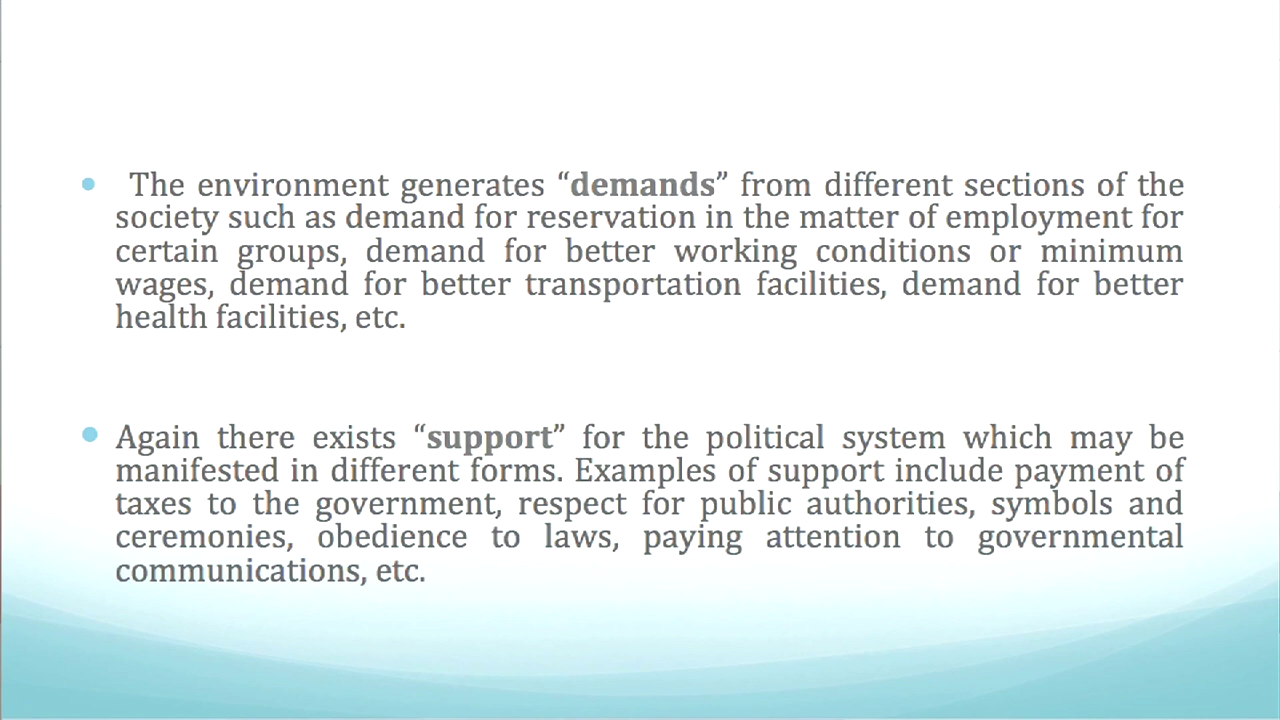 • The environment generates “demands” from different sections of the
society such as demand for reservation in the matter of employment for
certain groups, demand for better working conditions or minimum
wages, demand for better transportation facilities, demand for better
health facilities, etc.
• Again there exists “support” for the political system which may be
manifested in different forms. Examples of support include payment of
taxes to the government, respect for public authorities, symbols and
ceremonies, obedience to laws, paying attention to governmental
communications, etc.